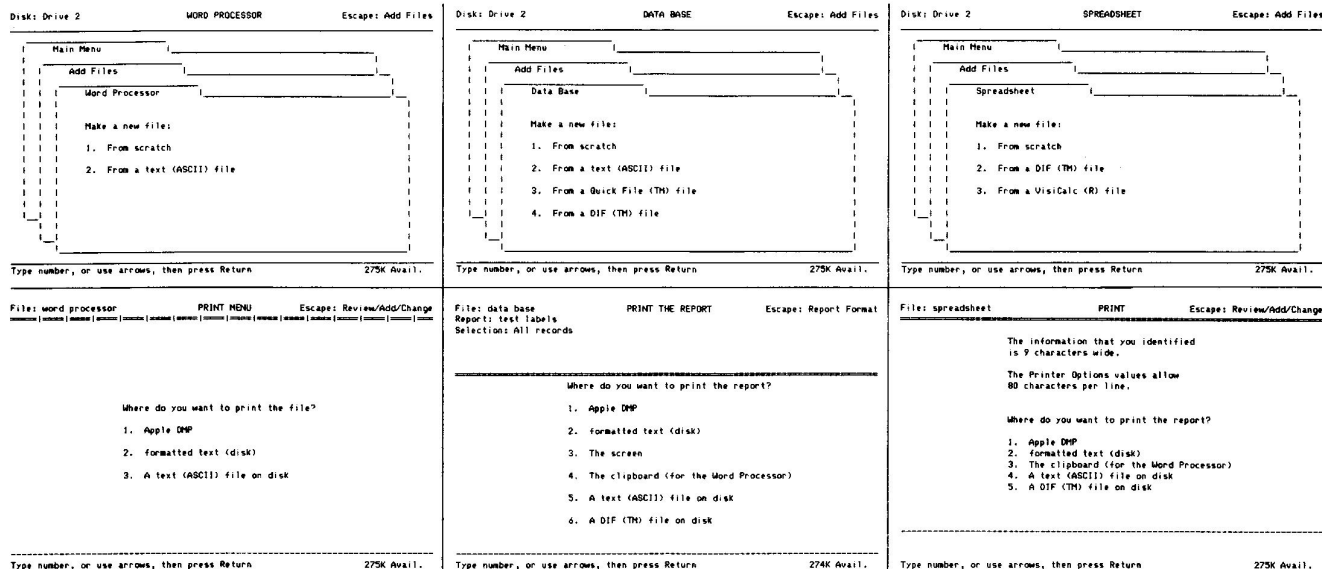 Disk: Drive 2 WORD PROCESSOR Escape: Add Files
Main Menu
Add Files
Word Processor
Make a new file:
1. From scratch
2. From a text (ASCII) file
Type number, or use arrows, then press Return 275K Avail.
Disk: Drive 2 DATA BASE Escape: Add Files
Main Menu
Add Files
Data Base
Make a new file:
1. From scratch
2. From a text (ASCII) file
3. From a Quick File (TM) file
4. From a DIF (TM) file
Type number, or use arrows, then press Return 275K Avail.
Disk: Drive 2 SPREADSHEET Escape: Add Files
Main Menu
Add Files
Spreadsheet
Make a new file:
1. From scratch
2. From a DIF (TM) file
3. From a VisiCalc (R) file
Type number, or use arrows, then press Return 275K Avail.
File: word processor PRINT MENU Escape: Review/Add/Change
Where do you want to print the file?
1. Apple DMP
2. formatted text (disk)
3. A text (ASCII) file on disk
Type number, or use arrows, then press Return 275K Avail.
File: data base PRINT THE REPORT Escape: Report Format
Report: test labels
Selection: All records
Where do you want to print the report?
1. Apple DMP
2. formatted text (disk)
3. The screen
4. The clipboard (for the Word Processor)
5. A text (ASCII) file on disk
6. A DIF (TM) file on disk
Type number, or use arrows, then press Return 274K Avail.
File: spreadsheet PRINT Escape: Review/Add/Change
The information that you identified
is 9 characters wide.
The Printer Options values allow
80 characters per line.
Where do you want to print the report?
1. Apple DMP
2. formatted text (disk)
3. The clipboard (for the Word Processor)
4. A text (ASCII) file on disk
5. A DIF (TM) file on disk
Type number, or use arrows, then press Return 275K Avail.